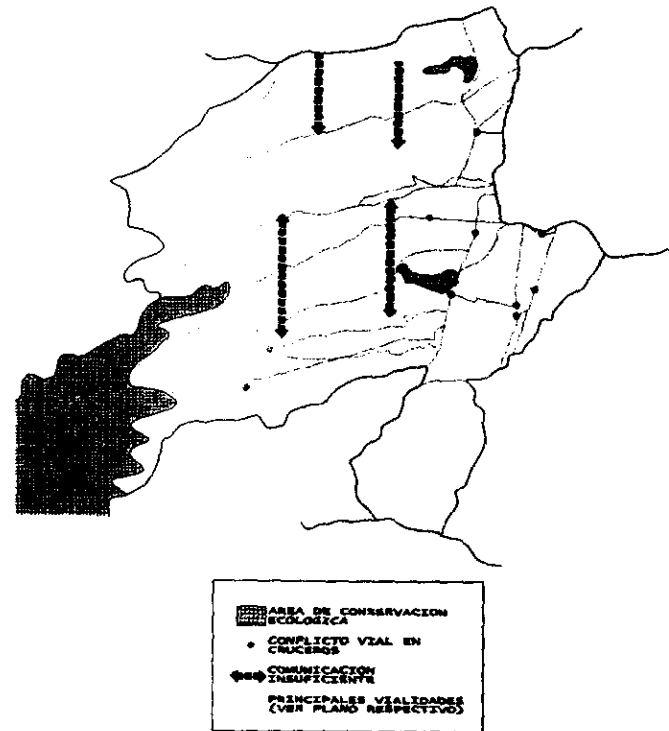 AREA DE CONSERVACION
ECOLOGICA
CONFLICTO VIAL EN
CRUCEROS
COMUNICACION
INSUFICIENTE
PRINCIPALES VIALIDADES
(VER PLANO RESPECTIVO)